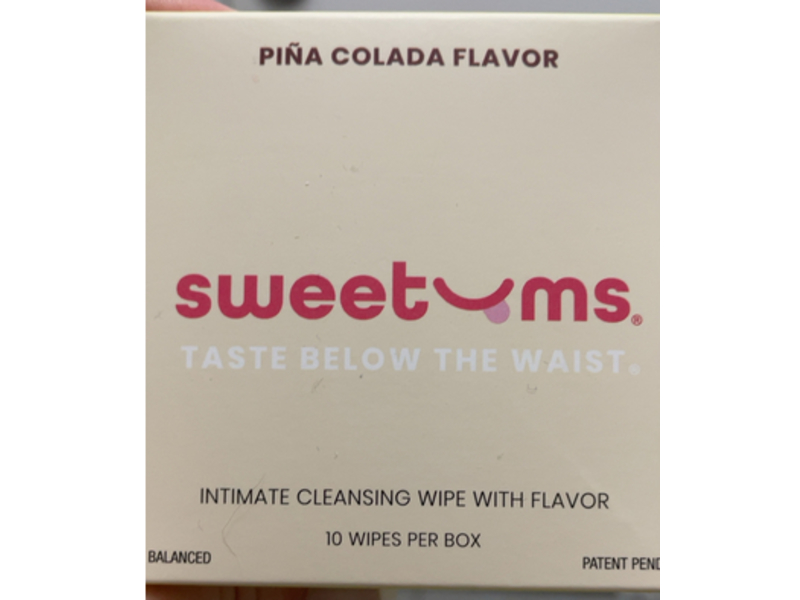 PIÑA COLADA FLAVOR
sweetums®
TASTE BELOW THE WAIST®
INTIMATE CLEANSING WIPE WITH FLAVOR
10 WIPES PER BOX
BALANCED
PATENT PEND